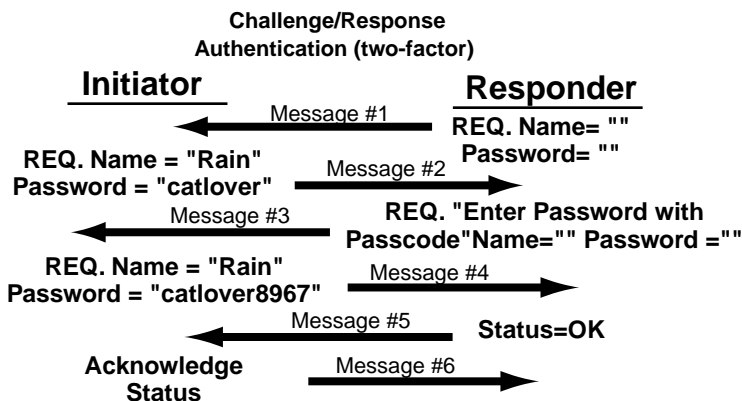 Challenge/Response
Authentication (two-factor)
Initiator
Responder
Message #1
REQ. Name= ""
Password= ""
REQ. Name = "Rain"
Password = "catlover"
Message #2
Message #3
REQ. "Enter Password with
Passcode"Name="" Password =""
REQ. Name = "Rain"
Password = "catlover8967"
Message #4
Message #5
Status=OK
Acknowledge
Status
Message #6